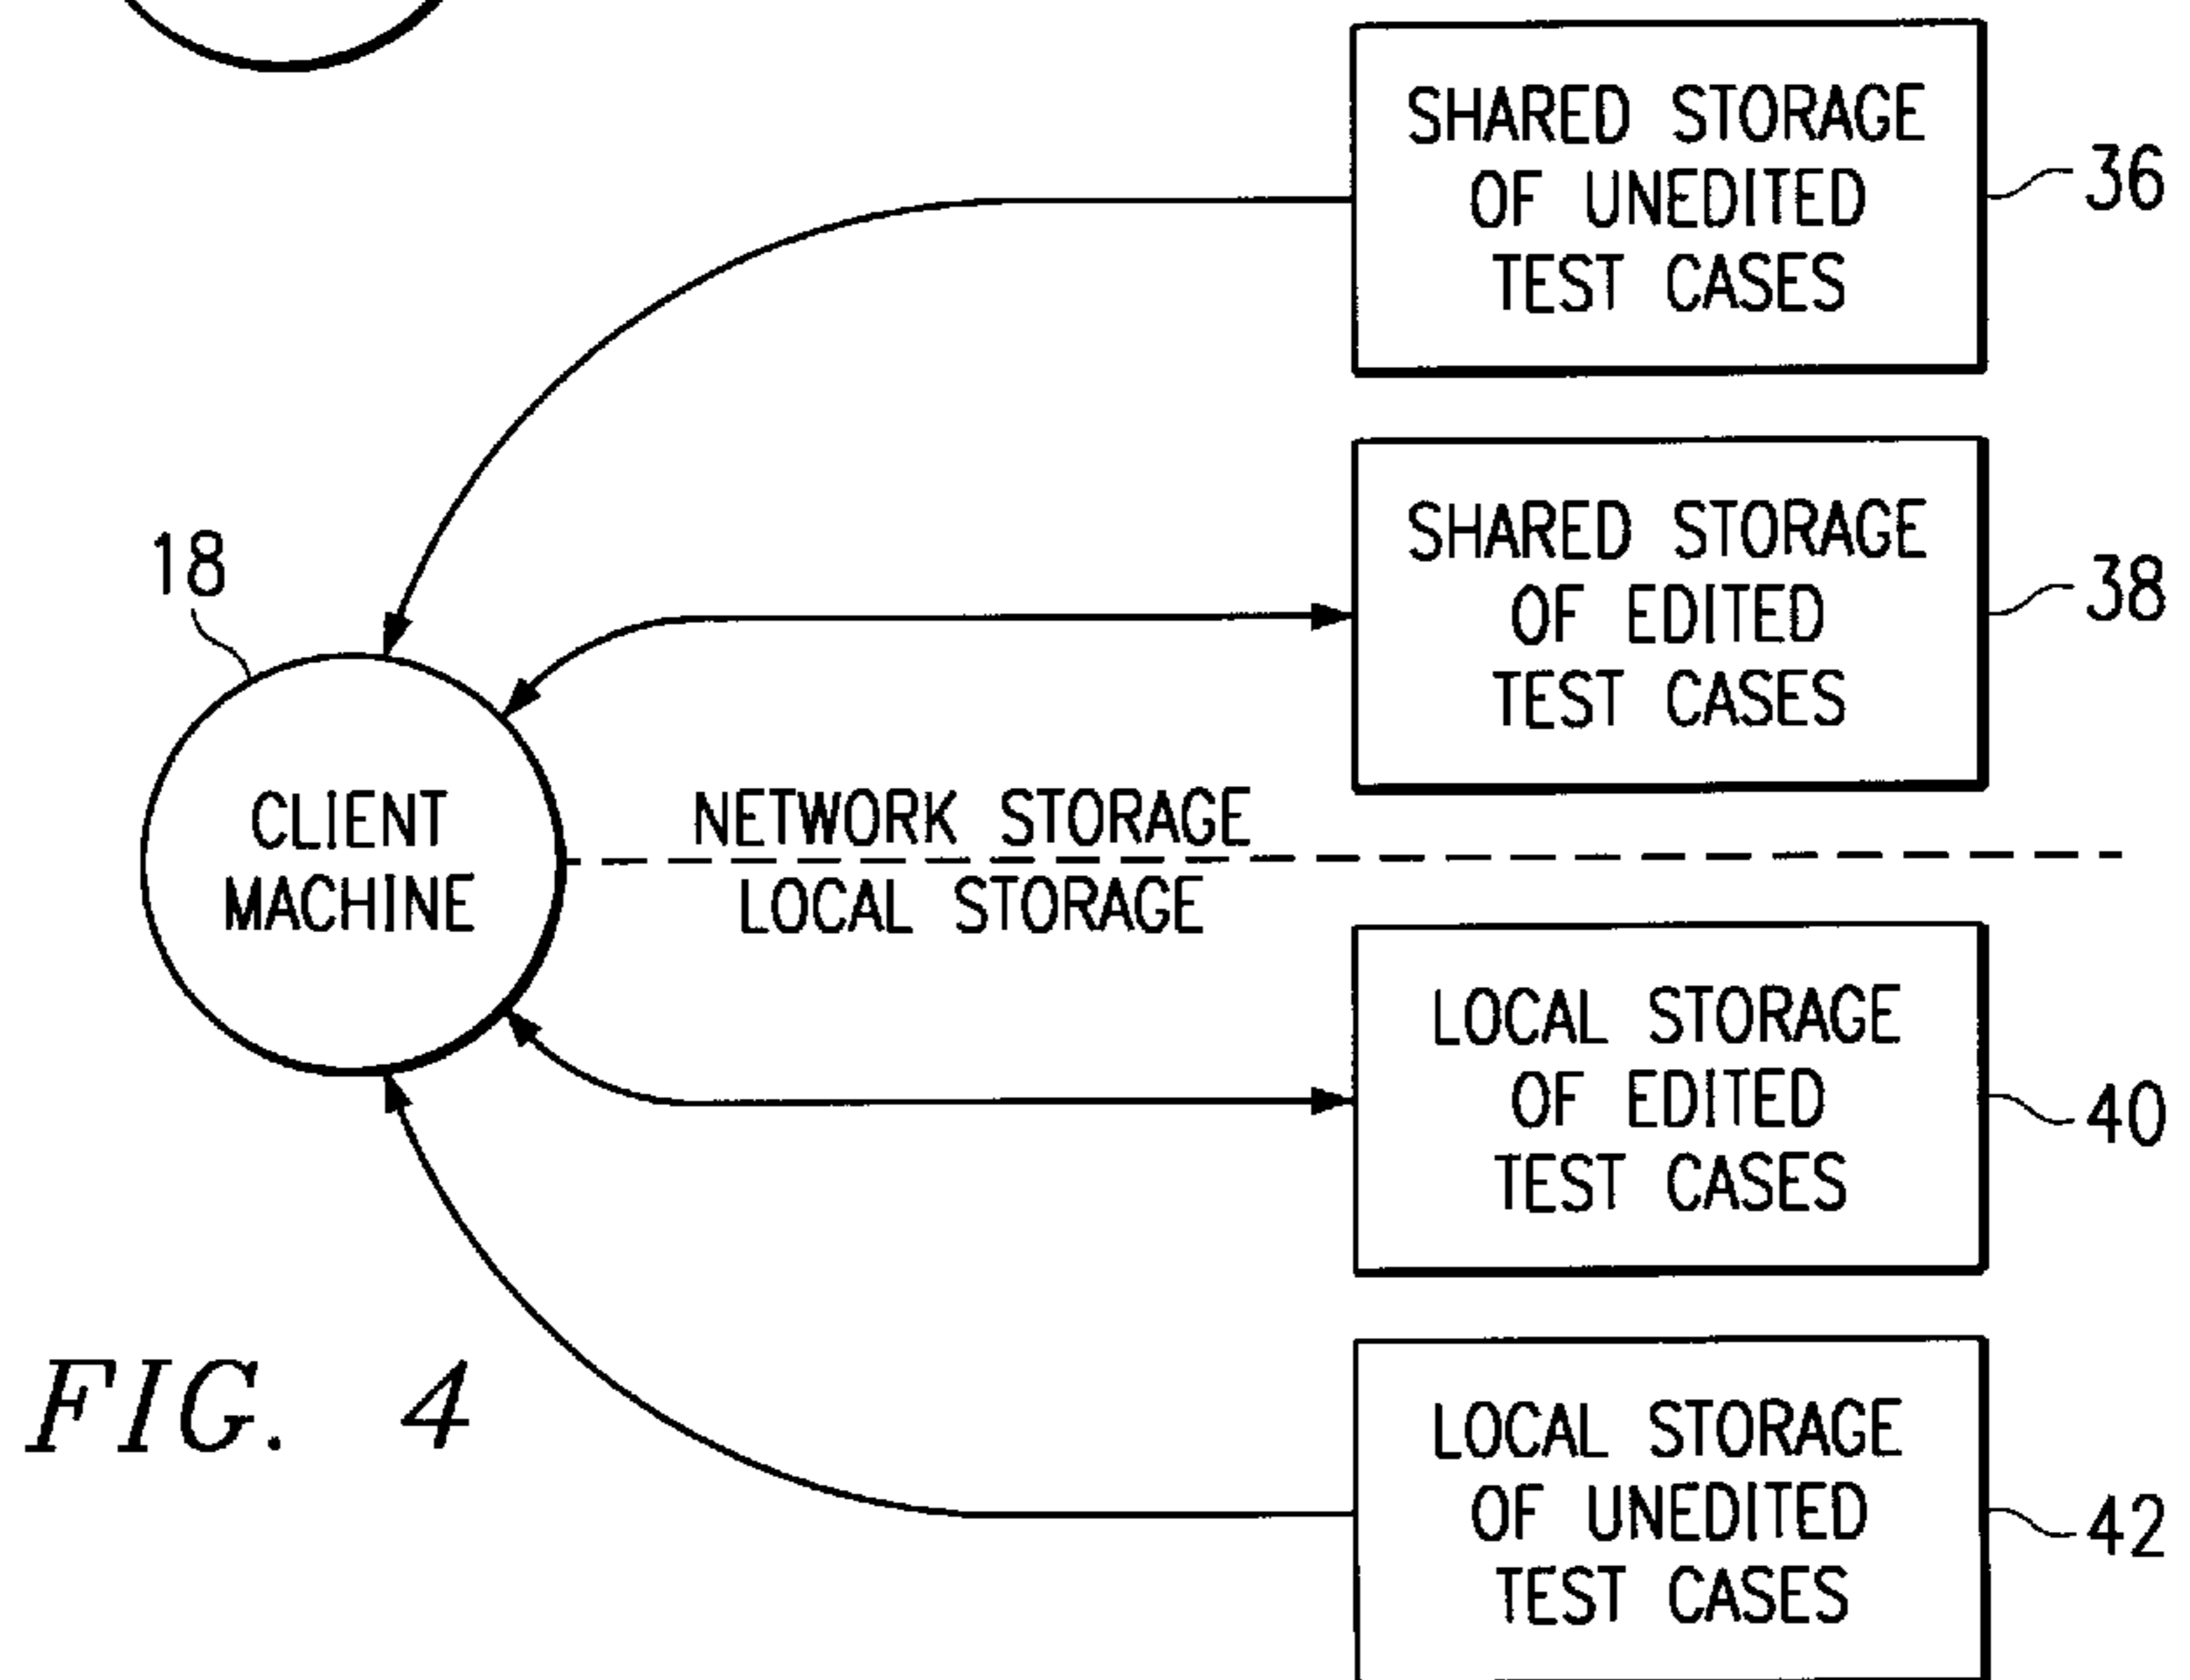 SHARED STORAGE
OF UNEDITED
TEST CASES
36
SHARED STORAGE
OF EDITED
TEST CASES
38
18
CLIENT
MACHINE
NETWORK STORAGE
LOCAL STORAGE
LOCAL STORAGE
OF EDITED
TEST CASES
40
LOCAL STORAGE
OF UNEDITED
TEST CASES
42
FIG. 4